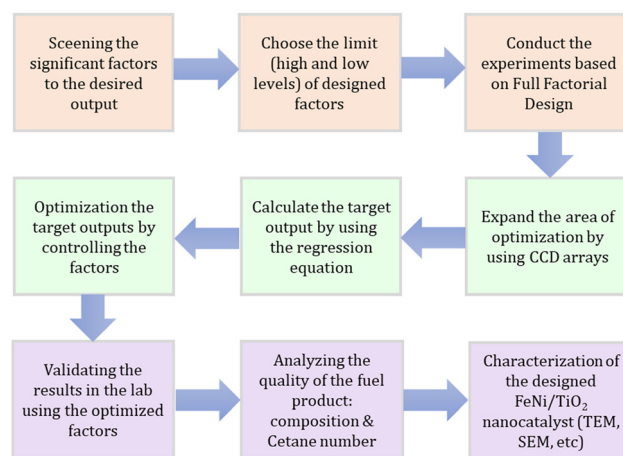 Sceening the
significant factors
to the desired
output
Choose the limit
(high and low
levels) of designed
factors
Conduct the
experiments based
on Full Factorial
Design
Expand the area of
optimization by
using CCD arrays
Calculate the target
output by using
the regression
equation
Optimization the
target outputs by
controlling the
factors
Validating the
results in the lab
using the optimized
factors
Analyzing the
quality of the fuel
product:
composition &
Cetane number
Characterization of
the designed
FeNi/TiO₂
nanocatalyst (TEM,
SEM, etc)